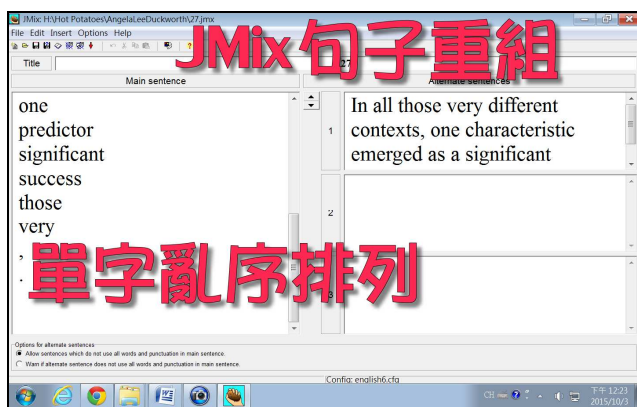 JMix: H:\Hot Potatoes\AngelaLeeDuckworth\27.jmx
File Edit Insert Options Help
JMix句子重組
Title
27
Main sentence
Alternate sentences
one
predictor
significant
success
those
very
,
.
1
In all those very different
contexts, one characteristic
emerged as a significant
2
單字亂序排列
3
Options for alternate sentences
Allow sentences which do not use all words and punctuation in main sentence.
Warn if alternate sentence does not use all words and punctuation in main sentence.
Config: english6.cfg
CH
下午 12:23
2015/10/3